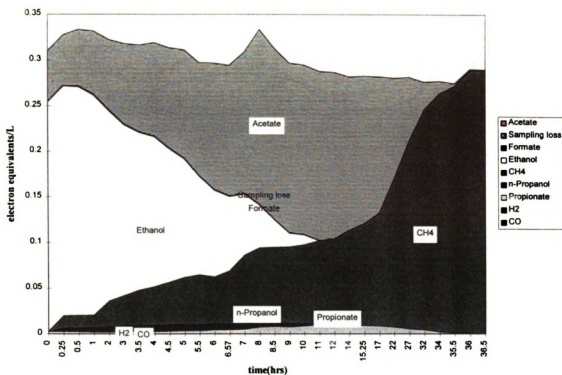 electron equivalents/L
0.35
0.3
0.25
0.2
0.15
0.1
0.05
0
Acetate
Sampling loss
Formate
Ethanol
CH4
n-Propanol
Propionate
H2
CO
0
0.25
0.5
1
2
3
3.5
4
4.5
5
5.5
6
6.57
7
8
8.5
9
10
11
12
14
15.25
17
22
27
32
34
35.5
36
36.5
time(hrs)
Acetate
Sampling loss
Formate
Ethanol
CH4
n-Propanol
Propionate
H2
CO